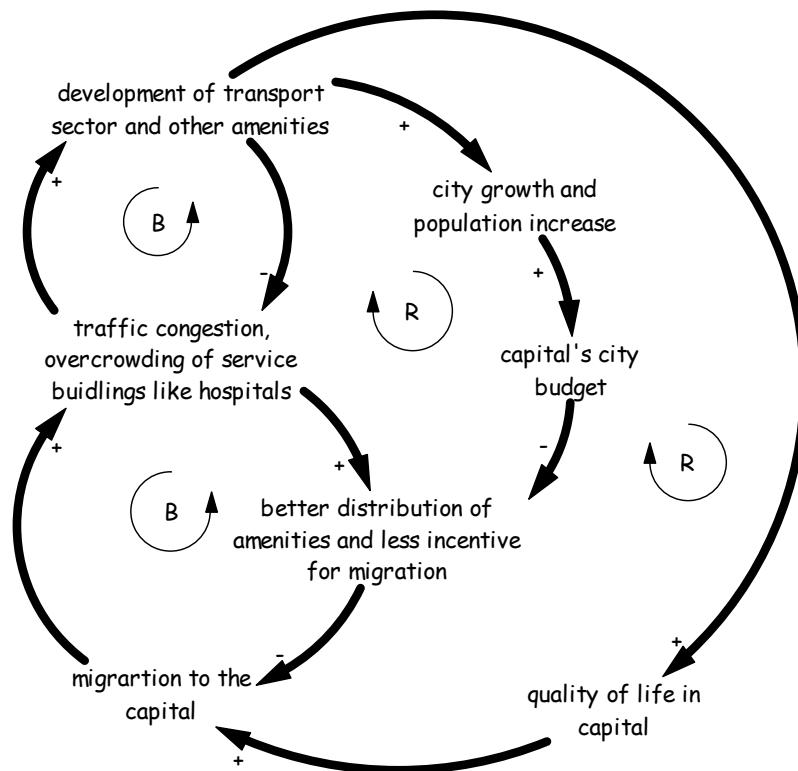 development of transport
sector and other amenities
+
+
+
B
city growth and
population increase
-
+
R
traffic congestion,
overcrowding of service
buidlings like hospitals
capital's city
budget
+
-
+
R
B
better distribution of
amenities and less incentive
for migration
-
+
migrartion to the
capital
quality of life in
capital
+